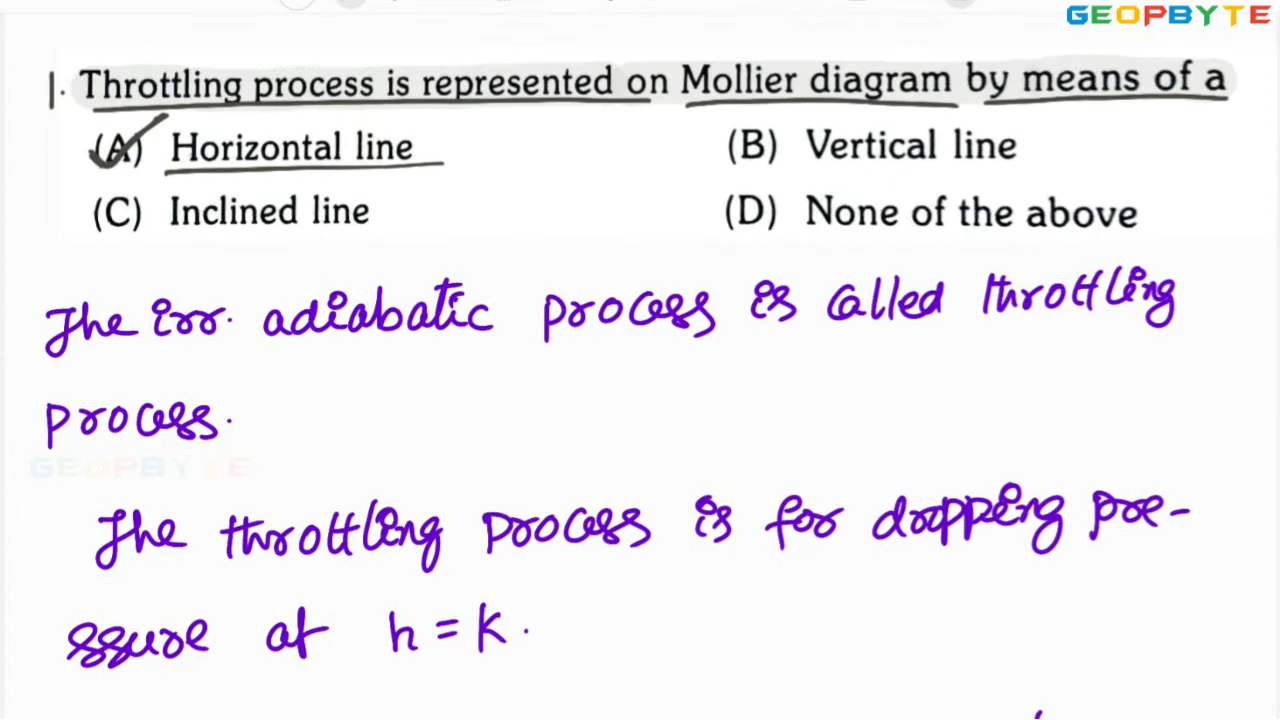 GEOPBYTE
1. Throttling process is represented on Mollier diagram by means of a
(A) Horizontal line (B) Vertical line
(C) Inclined line (D) None of the above
The irr. adiabatic process is called throttling
process.
GEOPBYTE
The throttling process is for dropping pre-
ssure at h = k.